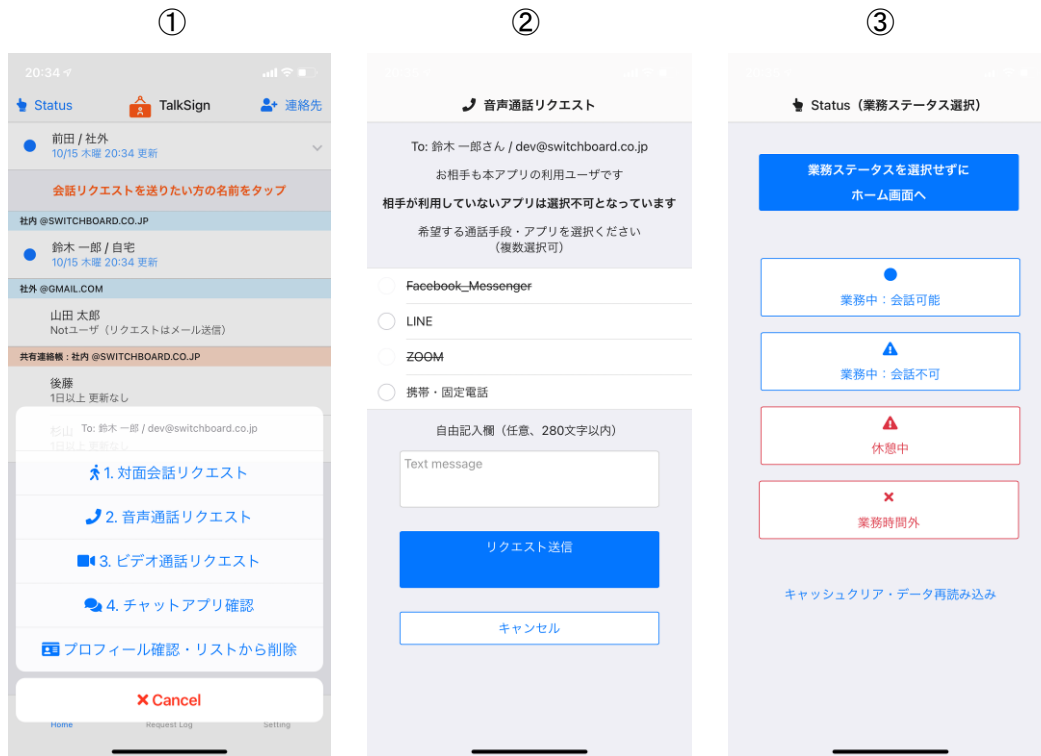 ①
20:34
Status
TalkSign
連絡先
前田 / 社外
10/15 木曜 20:34 更新
会話リクエストを送りたい方の名前をタップ
社内 @SWITCHBOARD.CO.JP
鈴木 一郎 / 自宅
10/15 木曜 20:34 更新
社外 @GMAIL.COM
山田 太郎
Notユーザ（リクエストはメール送信）
共有連絡帳 : 社内 @SWITCHBOARD.CO.JP
後藤
1日以上 更新なし
杉山
1日以上 更新なし
To: 鈴木 一郎 / dev@switchboard.co.jp
1. 対面会話リクエスト
2. 音声通話リクエスト
3. ビデオ通話リクエスト
4. チャットアプリ確認
プロフィール確認・リストから削除
Cancel
Home
Request Log
Setting
②
音声通話リクエスト
To: 鈴木 一郎さん / dev@switchboard.co.jp
お相手も本アプリの利用ユーザです
相手が利用していないアプリは選択不可となっています
希望する通話手段・アプリを選択ください
（複数選択可）
Facebook_Messenger
LINE
ZOOM
携帯・固定電話
自由記入欄（任意、280文字以内）
Text message
リクエスト送信
キャンセル
③
Status（業務ステータス選択）
業務ステータスを選択せずに
ホーム画面へ
業務中：会話可能
業務中：会話不可
休憩中
業務時間外
キャッシュクリア・データ再読み込み